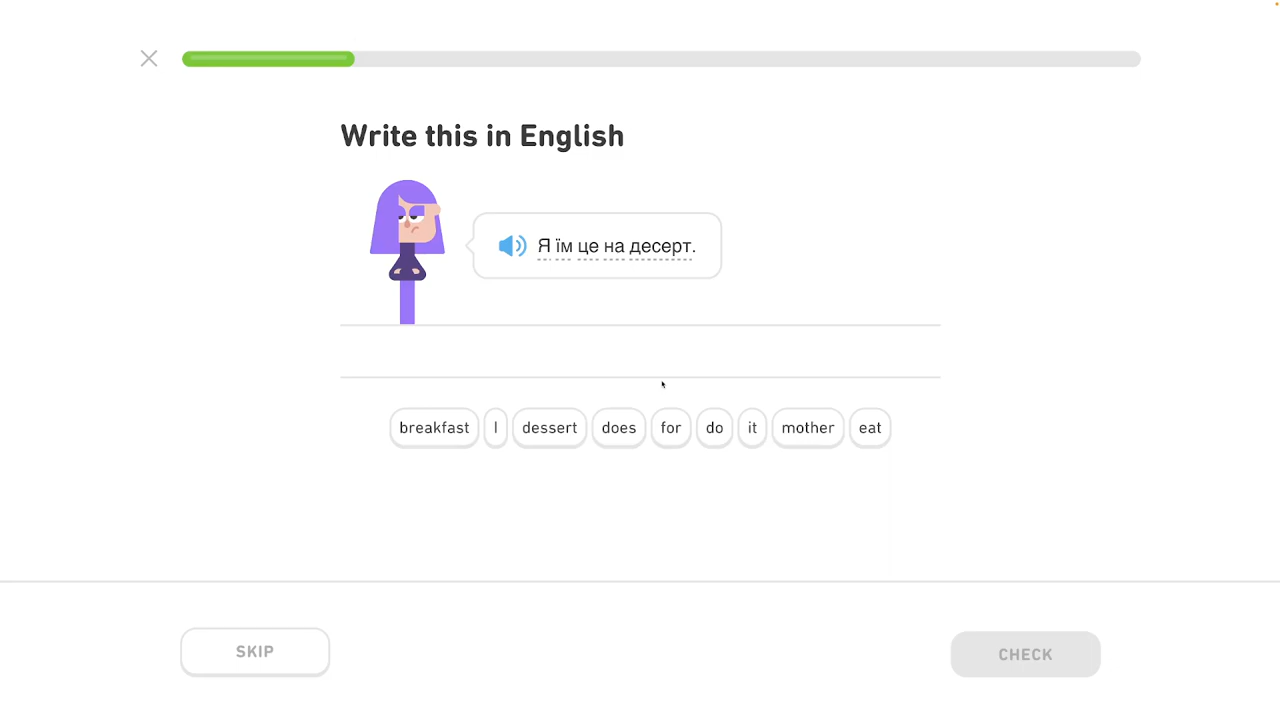 Write this in English
Я їм це на десерт.
breakfast I dessert does for do it mother eat
SKIP
CHECK